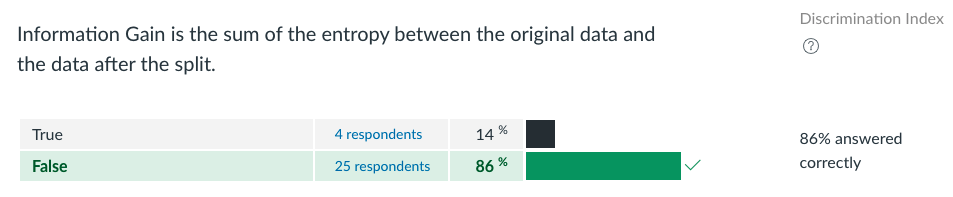 Discrimination Index
?
Information Gain is the sum of the entropy between the original data and
the data after the split.
True 4 respondents 14 %
False 25 respondents 86 %
86% answered
correctly